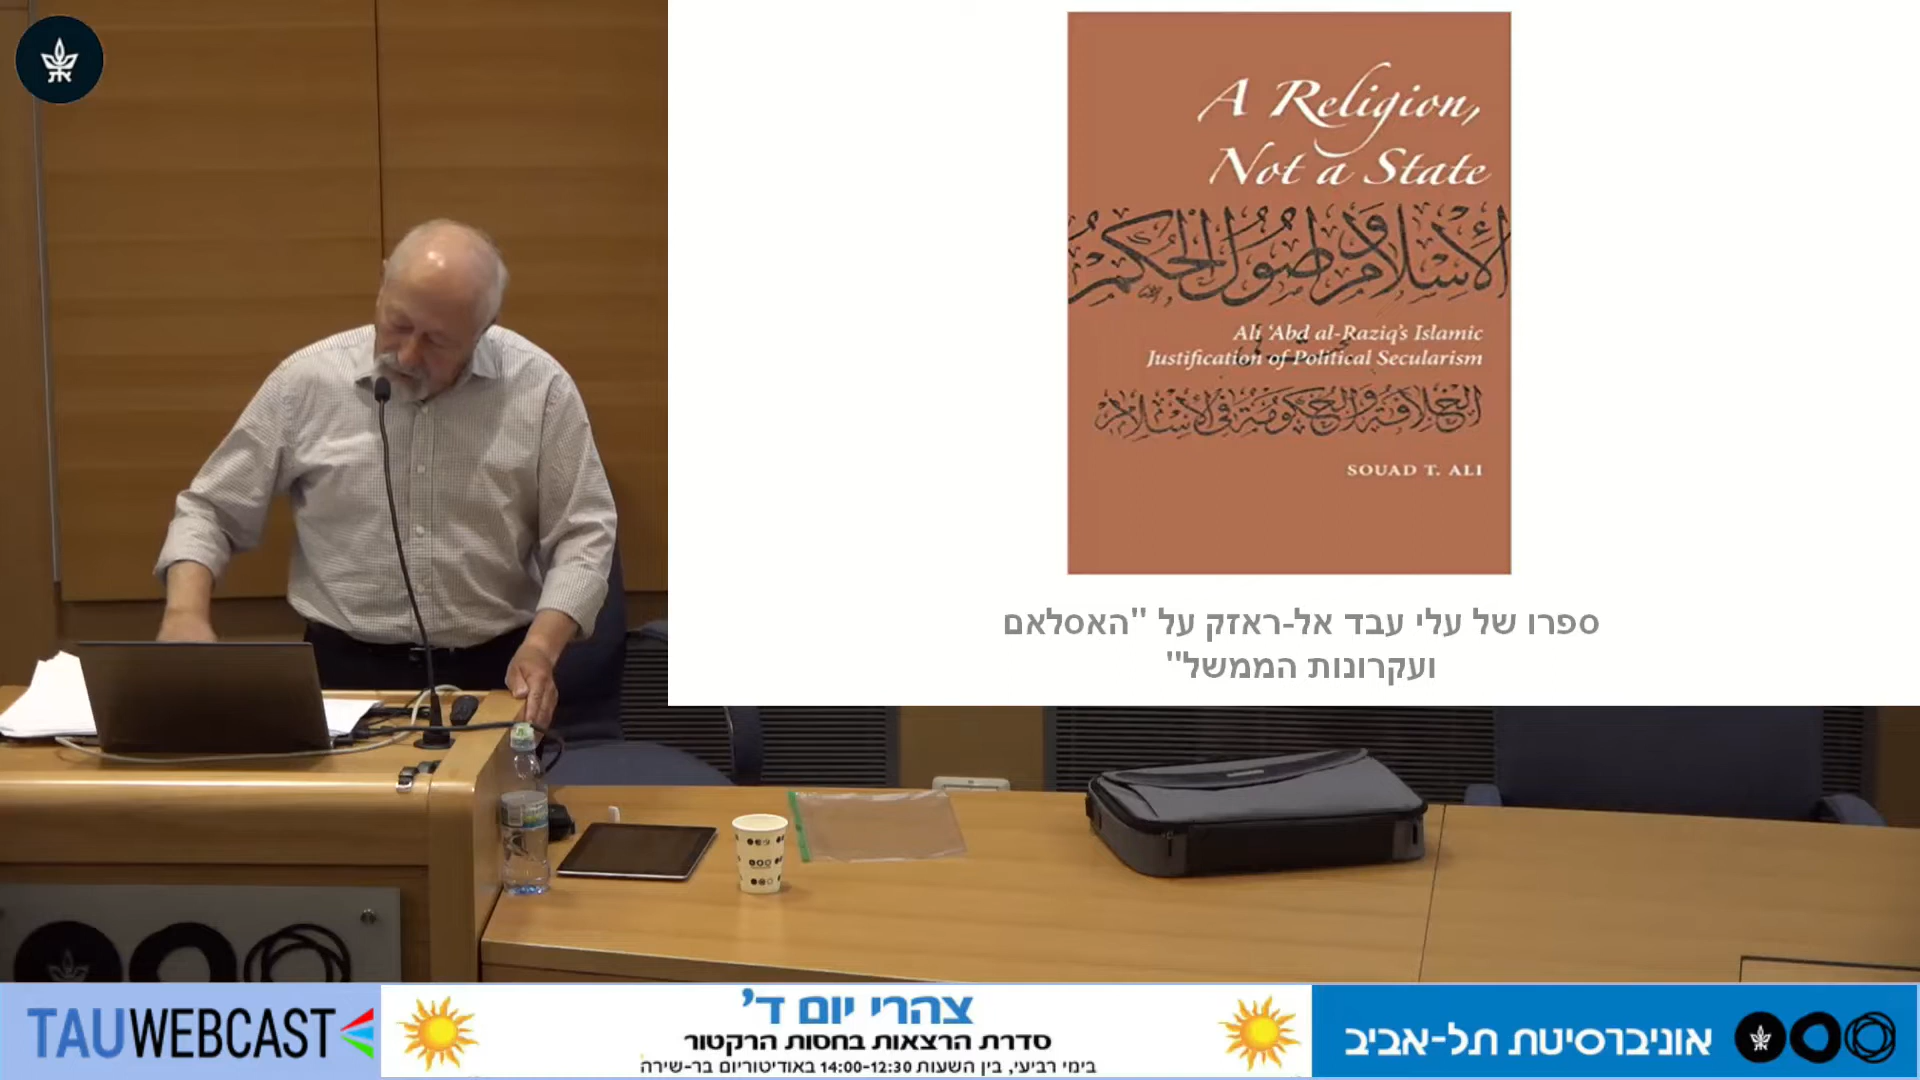 A Religion,
Not a State
الإسلام وأصول الحكم
Ali 'Abd al-Raziq's Islamic
Justification of Political Secularism
الخلافة والحكومة في الإسلام
SOUAD T. ALI
ספרו של עלי עבד אל-ראזק על "האסלאם
ועקרונות הממשל"
TAUWEBCAST
צהרי יום ד'
סדרת הרצאות בחסות הרקטור
בימי רביעי, בין השעות 14:00-12:30 באודיטוריום בר-שירה
אוניברסיטת תל-אביב